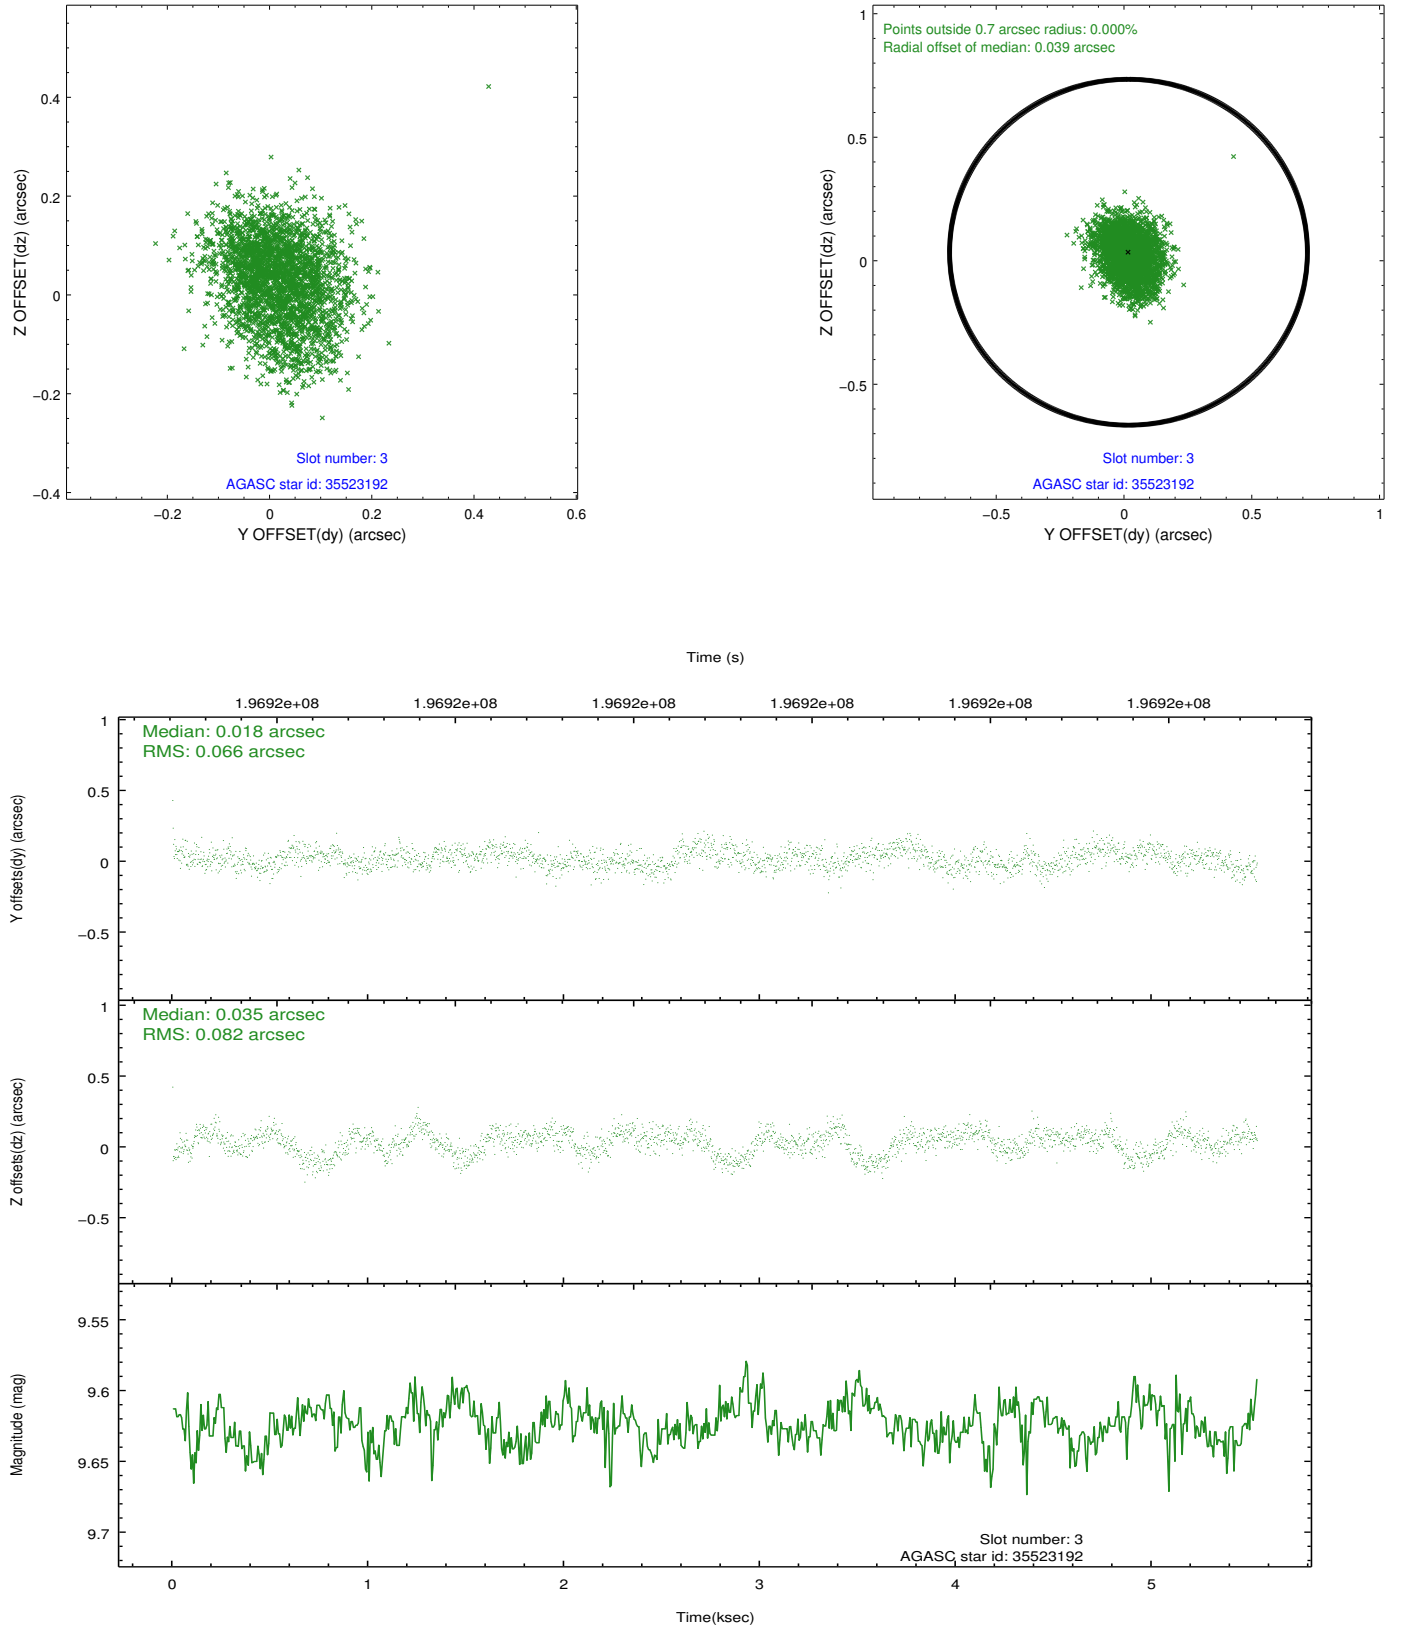 0.4
0.2
0
−0.2
−0.4
Z OFFSET(dz) (arcsec)
−0.2 0 0.2 0.4 0.6
Y OFFSET(dy) (arcsec)
Slot number: 3
AGASC star id: 35523192
Points outside 0.7 arcsec radius: 0.000%
Radial offset of median: 0.039 arcsec
1
0.5
0
−0.5
Z OFFSET(dz) (arcsec)
−0.5 0 0.5 1
Y OFFSET(dy) (arcsec)
Slot number: 3
AGASC star id: 35523192
Time (s)
1.9692e+08 1.9692e+08 1.9692e+08 1.9692e+08 1.9692e+08 1.9692e+08
Median: 0.018 arcsec
RMS: 0.066 arcsec
1
0.5
0
−0.5
Y offsets(dy) (arcsec)
Median: 0.035 arcsec
RMS: 0.082 arcsec
1
0.5
0
−0.5
Z offsets(dz) (arcsec)
9.55
9.6
9.65
9.7
Magnitude (mag)
Slot number: 3
AGASC star id: 35523192
0 1 2 3 4 5
Time(ksec)